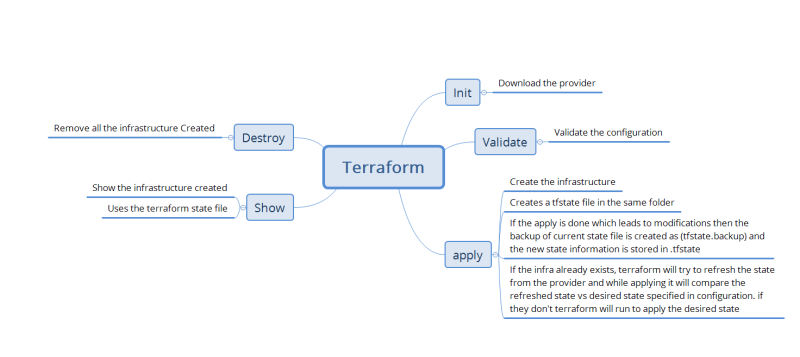 Terraform
Init
Download the provider
Validate
Validate the configuration
apply
Create the infrastructure
Creates a tfstate file in the same folder
If the apply is done which leads to modifications then the
backup of current state file is created as (tfstate.backup) and
the new state information is stored in .tfstate
If the infra already exists, terraform will try to refresh the state
from the provider and while applying it will compare the
refreshed state vs desired state specified in configuration. if
they don't terraform will run to apply the desired state
Destroy
Remove all the infrastructure Created
Show
Show the infrastructure created
Uses the terraform state file